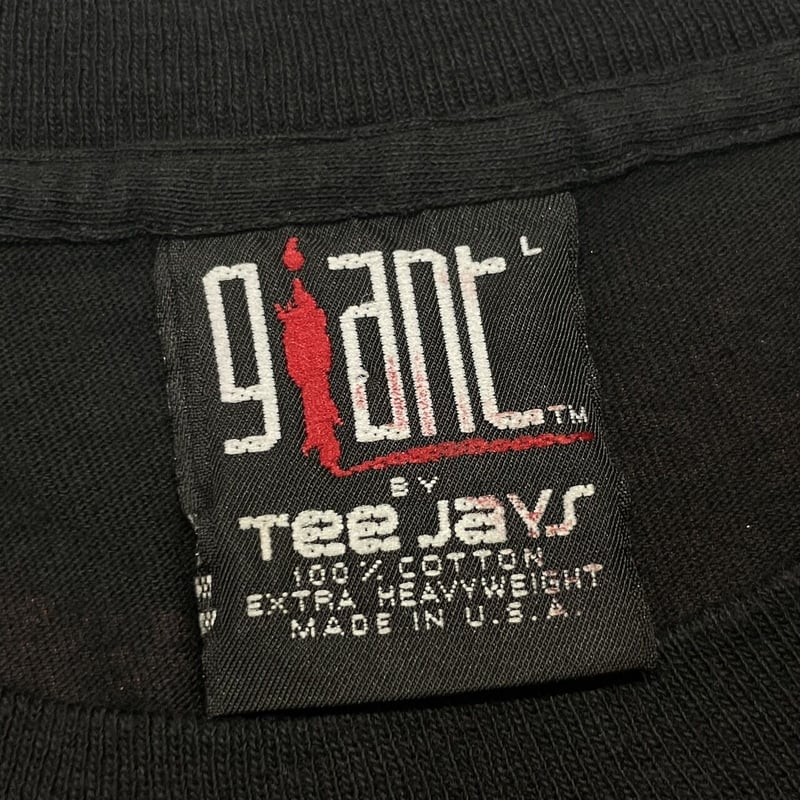 giant L
TM
BY
Tee Jays
100% COTTON
EXTRA HEAVYWEIGHT
MADE IN U.S.A.